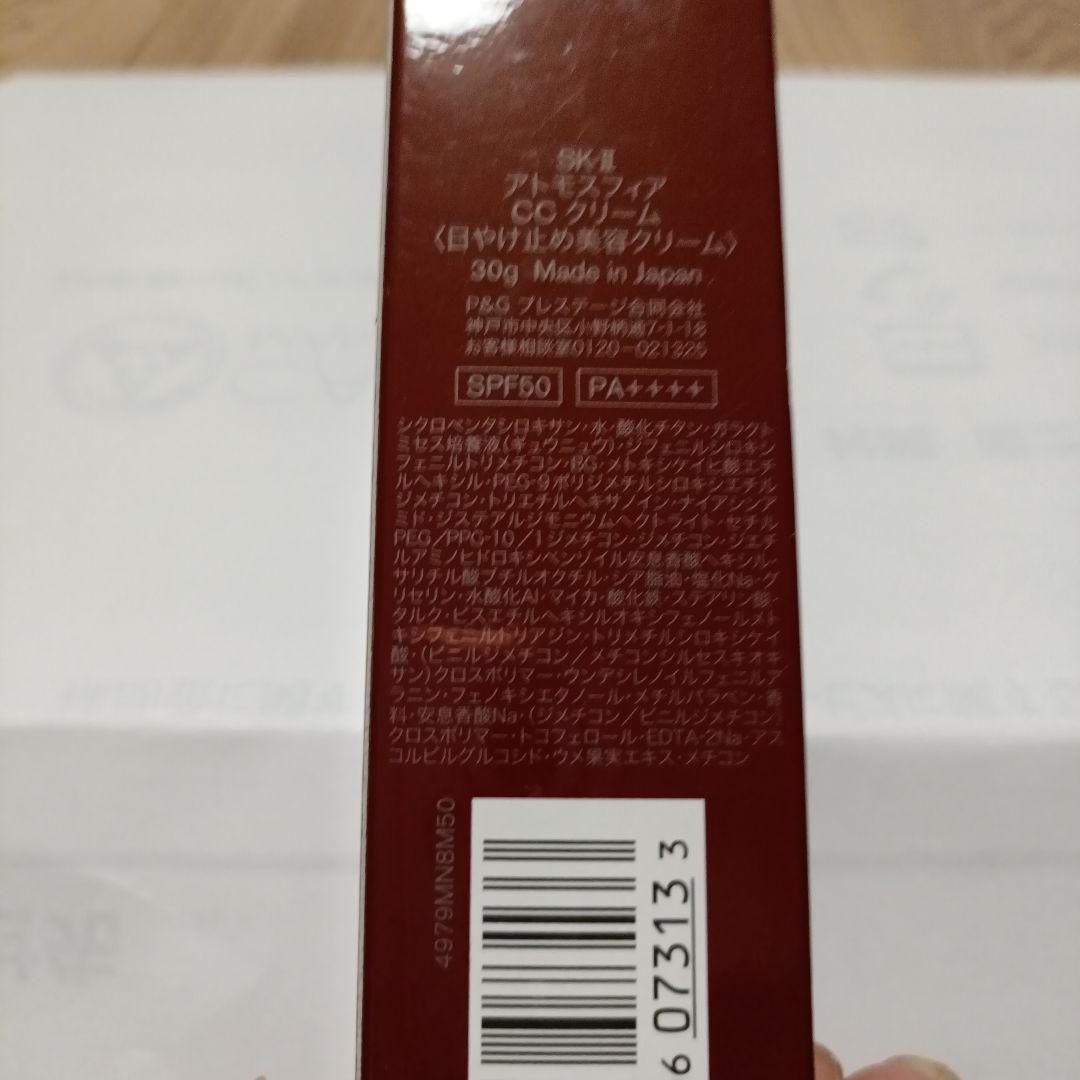 SK-II
アトモスフィア
CC クリーム
〈日やけ止め美容クリーム〉
30g Made in Japan
P&G プレステージ合同会社
神戸市中央区小野柄通7-1-18
お客様相談室0120-021325
SPF50 PA++++
シクロペンタシロキサン・水・酸化チタン・ガラクト
ミセス培養液(ギュウニュウ)・ジフェニルシロキシ
フェニルトリメチコン・BG・メトキシケイヒ酸エチ
ルヘキシル・PEG-9ポリジメチルシロキシエチル
ジメチコン・トリエチルヘキサノイン・ナイアシンア
ミド・ジステアルジモニウムヘクトライト・セチル
PEG/PPG-10/1ジメチコン・ジメチコン・ジエチ
ルアミノヒドロキシベンゾイル安息香酸ヘキシル・
サリチル酸ブチルオクチル・シア脂油・塩化Na・グ
リセリン・水酸化Al・マイカ・酸化鉄・ステアリン酸・
タルク・ビスエチルヘキシルオキシフェノールメト
キシフェニルトリアジン・トリメチルシロキシケイ
酸・(ビニルジメチコン/メチコンシルセスキオキ
サン)クロスポリマー・ウンデシレノイルフェニルア
ラニン・フェノキシエタノール・メチルパラベン・香
料・安息香酸Na・(ジメチコン/ビニルジメチコン)
クロスポリマー・トコフェロール・EDTA-2Na・アス
コルビルグルコシド・ウメ果実エキス・メチコン
4979MN8M50
6 07313 3